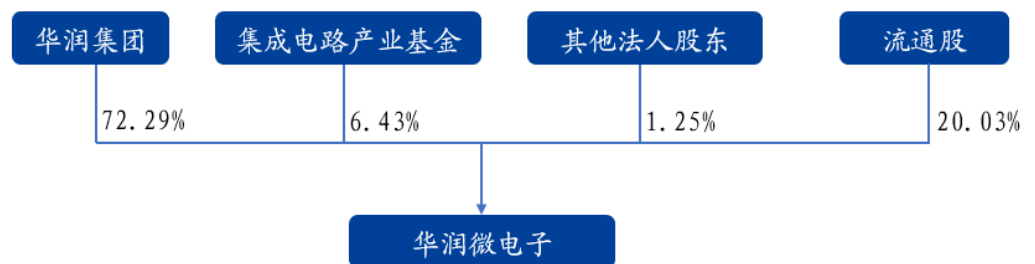 华润集团
集成电路产业基金
其他法人股东
流通股
72.29%
6.43%
1.25%
20.03%
华润微电子